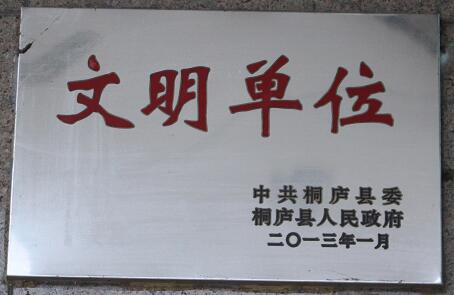 文明单位
中共桐庐县委
桐庐县人民政府
二〇一三年一月